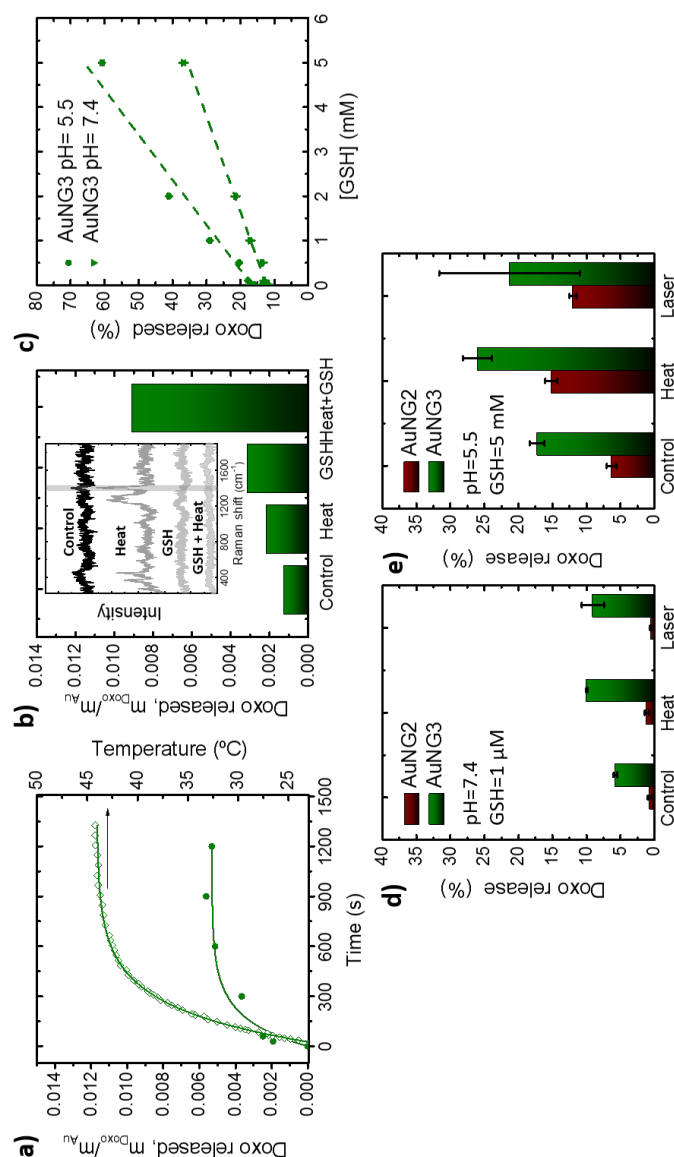 a)
Doxo released, mDoxo/mAu
0.014
0.012
0.010
0.008
0.006
0.004
0.002
0.000
0
300
600
900
1200
1500
Time (s)
50
45
40
35
30
25
Temperature (ºC)
b)
Doxo released, mDoxo/mAu
0.014
0.012
0.010
0.008
0.006
0.004
0.002
0.000
Control
Heat
GSH
Heat+GSH
Intensity
Control
Heat
GSH
GSH + Heat
400
800
1200
1600
Raman shift (cm⁻¹)
c)
Doxo released (%)
80
70
60
50
40
30
20
10
0
AuNG3 pH= 5.5
AuNG3 pH= 7.4
0
1
2
3
4
5
6
[GSH] (mM)
d)
Doxo release (%)
40
35
30
25
20
15
10
5
0
AuNG2
AuNG3
pH=7.4
GSH=1 µM
Control
Heat
Laser
e)
Doxo release (%)
40
35
30
25
20
15
10
5
0
AuNG2
AuNG3
pH=5.5
GSH=5 mM
Control
Heat
Laser